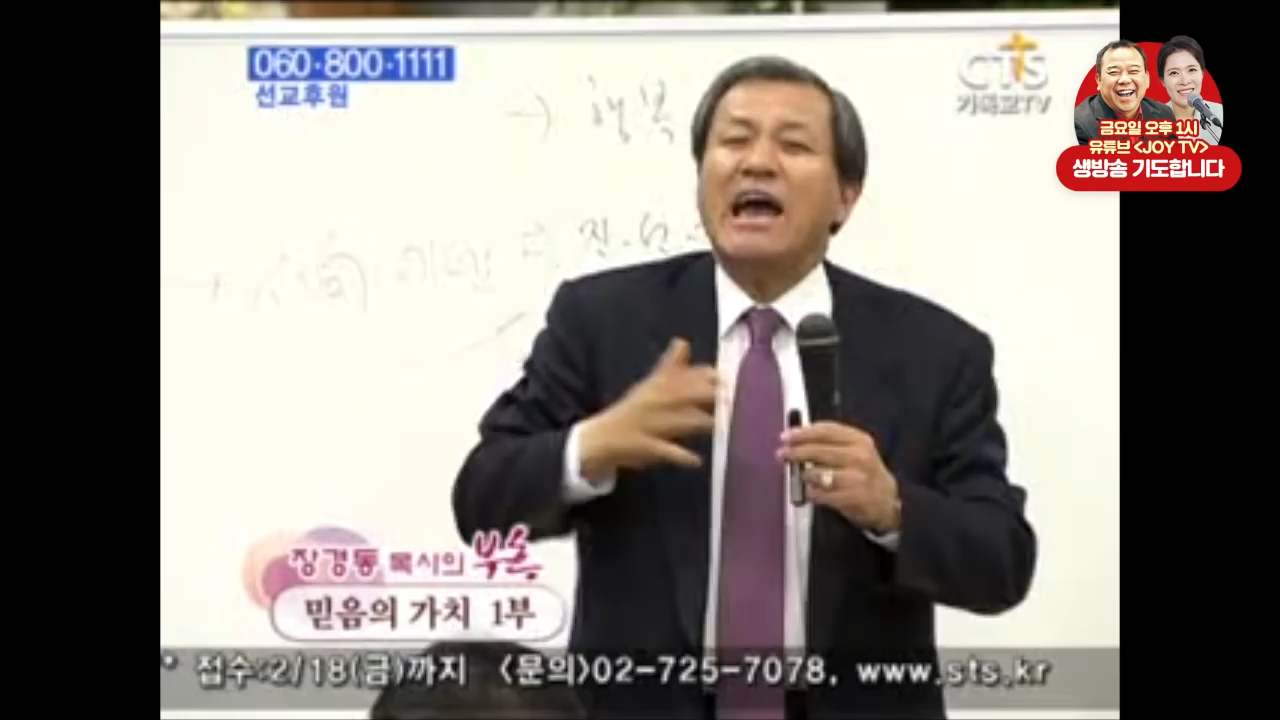 060·800·1111
선교후원
CTS
기독교TV
금요일 오후 1시
유튜브 <JOY TV>
생방송 기도합니다
→ 행복
장경동 목사의 부흥
믿음의 가치 1부
* 접수:2/18(금)까지 <문의>02-725-7078, www.sts.kr